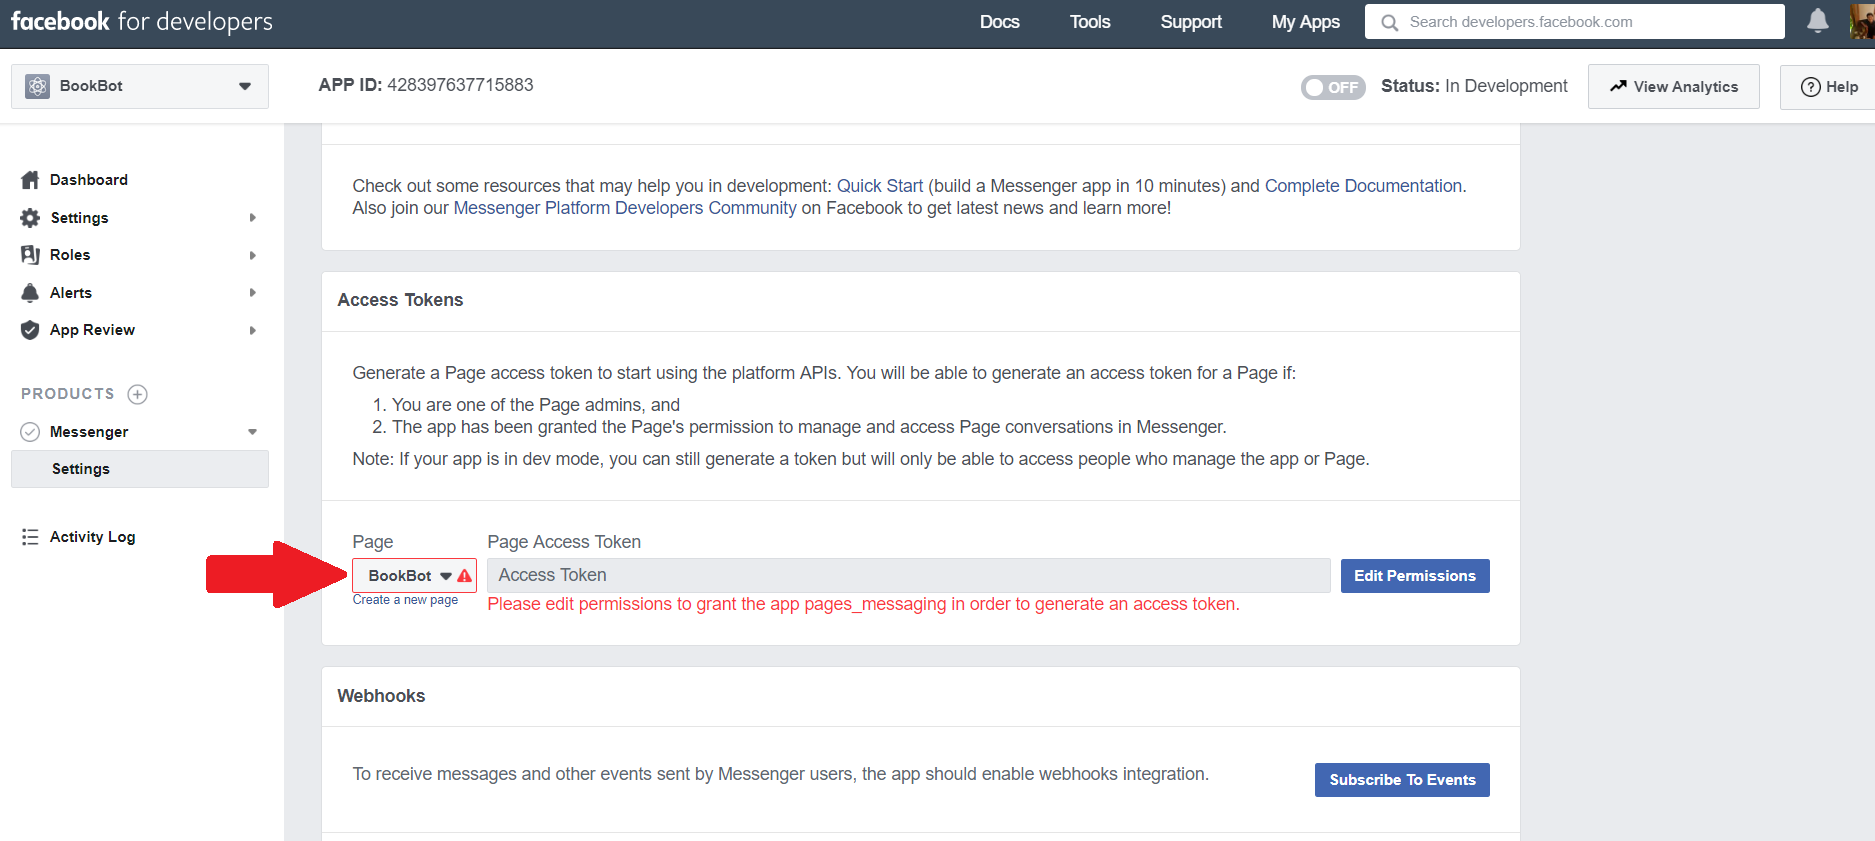 facebook for developers
Docs
Tools
Support
My Apps
Search developers.facebook.com
BookBot
APP ID: 428397637715883
OFF
Status: In Development
View Analytics
Help
Dashboard
Settings
Roles
Alerts
App Review
PRODUCTS
Messenger
Settings
Activity Log
Check out some resources that may help you in development: Quick Start (build a Messenger app in 10 minutes) and Complete Documentation.
Also join our Messenger Platform Developers Community on Facebook to get latest news and learn more!
Access Tokens
Generate a Page access token to start using the platform APIs. You will be able to generate an access token for a Page if:
1. You are one of the Page admins, and
2. The app has been granted the Page's permission to manage and access Page conversations in Messenger.
Note: If your app is in dev mode, you can still generate a token but will only be able to access people who manage the app or Page.
Page
Page Access Token
BookBot
Access Token
Edit Permissions
Create a new page
Please edit permissions to grant the app pages_messaging in order to generate an access token.
Webhooks
To receive messages and other events sent by Messenger users, the app should enable webhooks integration.
Subscribe To Events